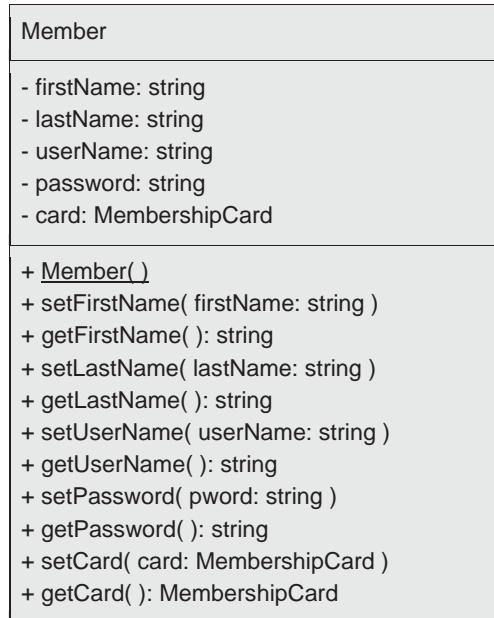 Member
- firstName: string
- lastName: string
- userName: string
- password: string
- card: MembershipCard
+ Member( )
+ setFirstName( firstName: string )
+ getFirstName( ): string
+ setLastName( lastName: string )
+ getLastName( ): string
+ setUserName( userName: string )
+ getUserName( ): string
+ setPassword( pword: string )
+ getPassword( ): string
+ setCard( card: MembershipCard )
+ getCard( ): MembershipCard